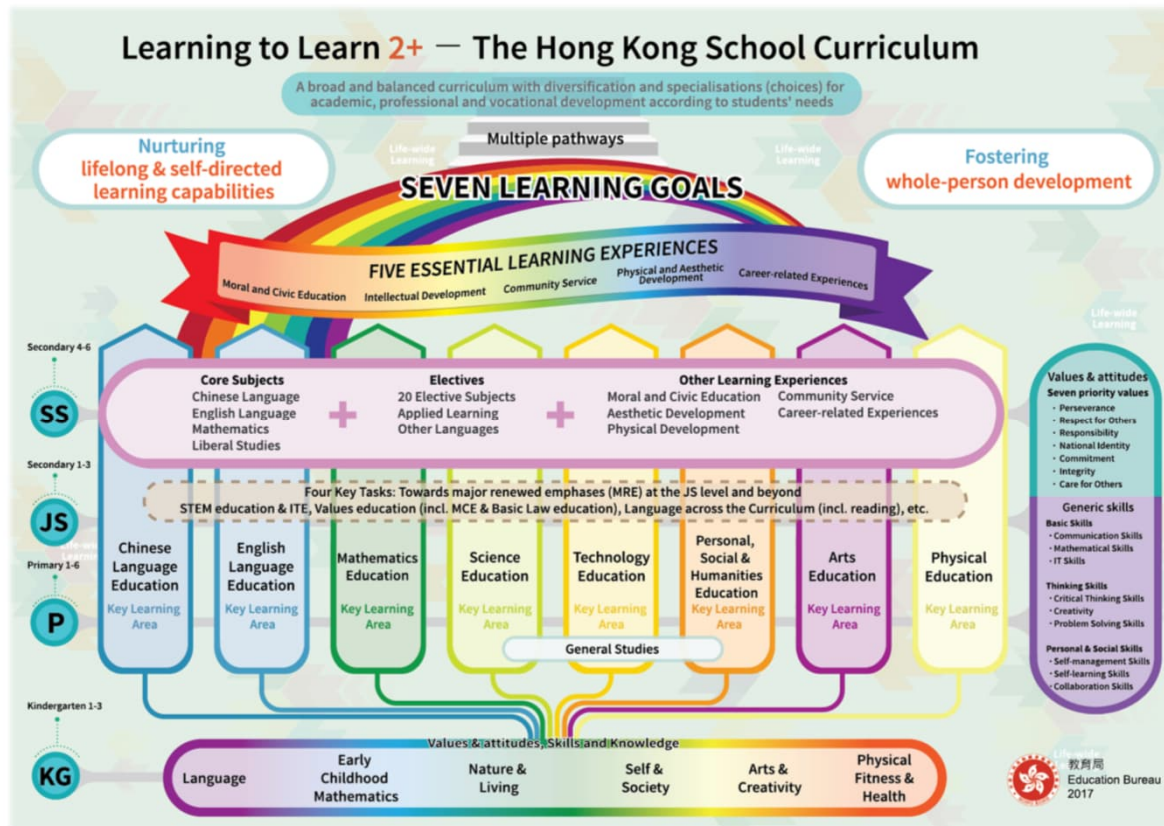 Learning to Learn 2+ — The Hong Kong School Curriculum
A broad and balanced curriculum with diversification and specialisations (choices) for
academic, professional and vocational development according to students' needs
Multiple pathways
Nurturing
lifelong & self-directed
learning capabilities
Life-wide
Learning
Life-wide
Learning
Fostering
whole-person development
SEVEN LEARNING GOALS
FIVE ESSENTIAL LEARNING EXPERIENCES
Moral and Civic Education
Intellectual Development
Community Service
Physical and Aesthetic
Development
Career-related Experiences
Life-wide
Learning
Secondary 4-6
SS
Core Subjects
Chinese Language
English Language
Mathematics
Liberal Studies
+
Electives
20 Elective Subjects
Applied Learning
Other Languages
+
Other Learning Experiences
Moral and Civic Education
Aesthetic Development
Physical Development
Community Service
Career-related Experiences
Secondary 1-3
JS
Four Key Tasks: Towards major renewed emphases (MRE) at the JS level and beyond
STEM education & ITE, Values education (incl. MCE & Basic Law education), Language across the Curriculum (incl. reading), etc.
Primary 1-6
P
Chinese
Language
Education
Key Learning
Area
English
Language
Education
Key Learning
Area
Mathematics
Education
Key Learning
Area
Science
Education
Key Learning
Area
Technology
Education
Key Learning
Area
Personal,
Social &
Humanities
Education
Key Learning
Area
Arts
Education
Key Learning
Area
Physical
Education
Key Learning
Area
General Studies
Values & attitudes
Seven priority values
· Perseverance
· Respect for Others
· Responsibility
· National Identity
· Commitment
· Integrity
· Care for Others
Generic skills
Basic Skills
· Communication Skills
· Mathematical Skills
· IT Skills
Thinking Skills
· Critical Thinking Skills
· Creativity
· Problem Solving Skills
Personal & Social Skills
· Self-management Skills
· Self-learning Skills
· Collaboration Skills
Kindergarten 1-3
KG
Values & attitudes, Skills and Knowledge
Language
Early
Childhood
Mathematics
Nature &
Living
Self &
Society
Arts &
Creativity
Physical
Fitness &
Health
Life-wide
教育局
Education Bureau
2017